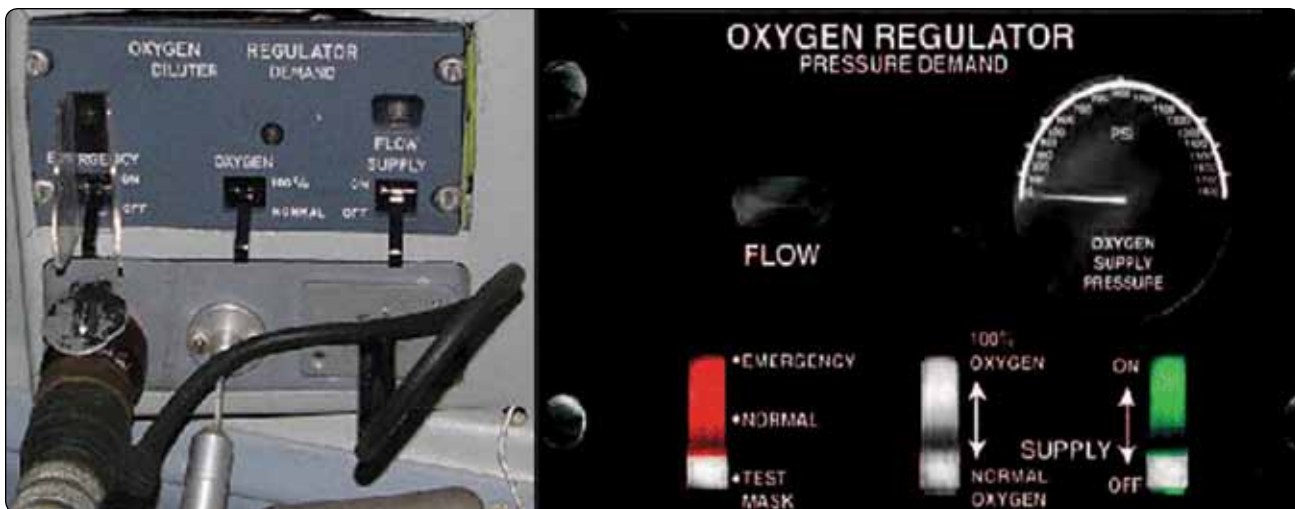 OXYGEN REGULATOR
DILUTER DEMAND
FLOW
EMERGENCY OXYGEN SUPPLY
ON 100% ON
OFF NORMAL OFF
OXYGEN REGULATOR
PRESSURE DEMAND
PSI
OXYGEN
SUPPLY
PRESSURE
FLOW
•EMERGENCY
•NORMAL
•TEST
MASK
100%
OXYGEN
NORMAL
OXYGEN
ON
SUPPLY
OFF